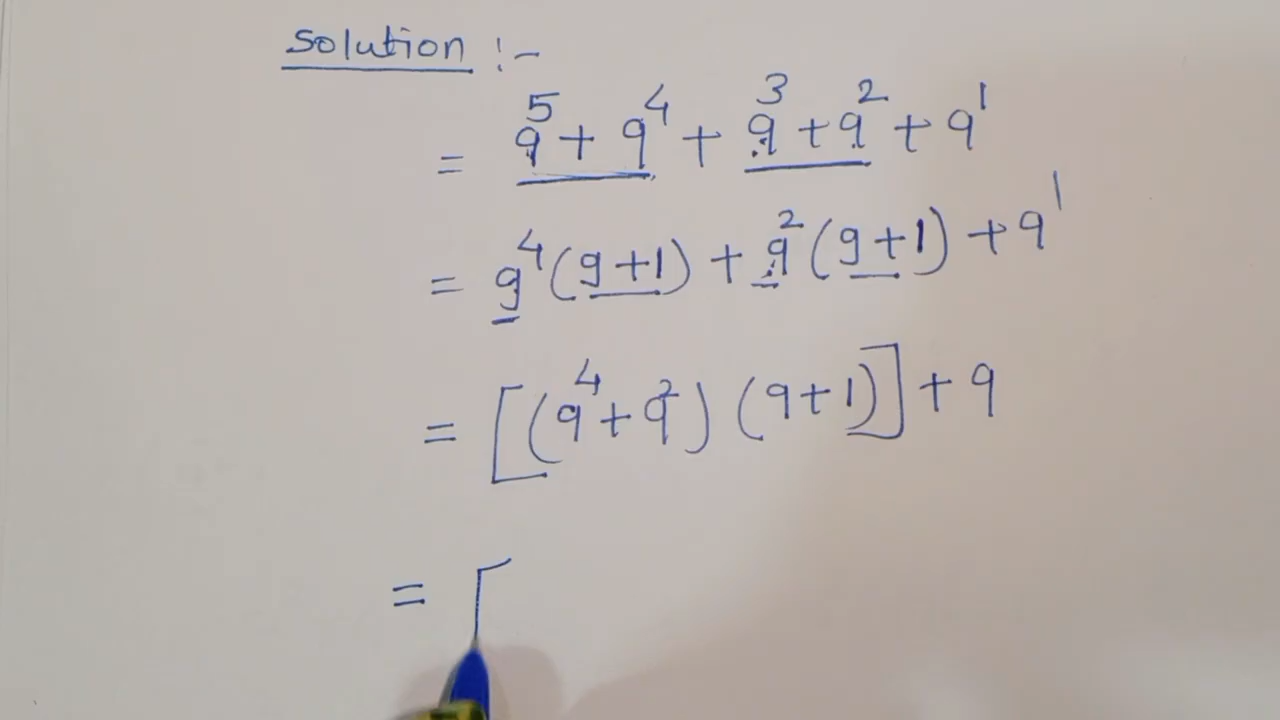 Solution :-
= 9⁵ + 9⁴ + 9³ + 9² + 9¹
= 9⁴(9+1) + 9²(9+1) + 9¹
= [(9⁴+9²) (9+1)] + 9
= [